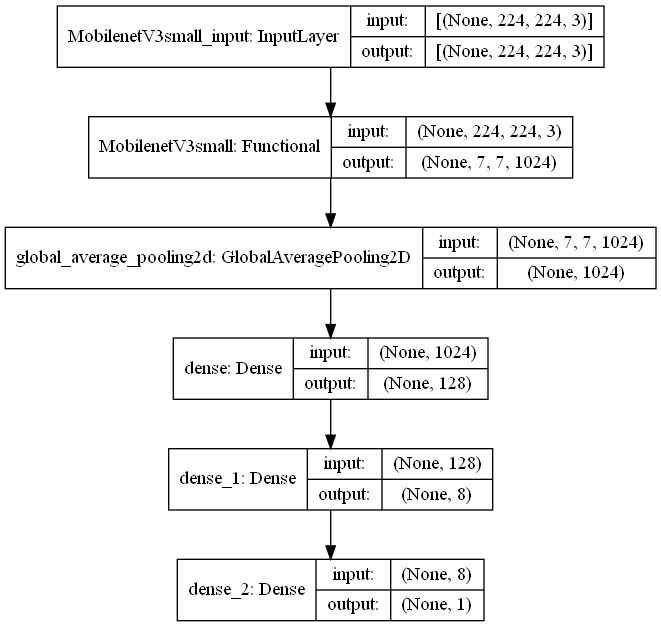 MobilenetV3small_input: InputLayer
input: [(None, 224, 224, 3)]
output: [(None, 224, 224, 3)]
MobilenetV3small: Functional
input: (None, 224, 224, 3)
output: (None, 7, 7, 1024)
global_average_pooling2d: GlobalAveragePooling2D
input: (None, 7, 7, 1024)
output: (None, 1024)
dense: Dense
input: (None, 1024)
output: (None, 128)
dense_1: Dense
input: (None, 128)
output: (None, 8)
dense_2: Dense
input: (None, 8)
output: (None, 1)